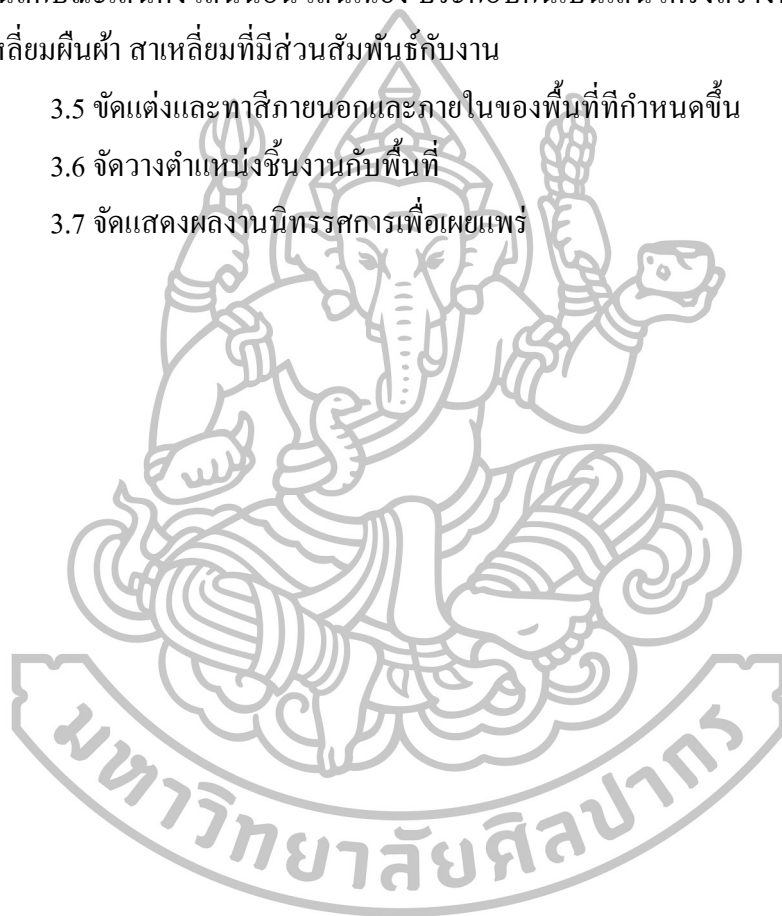 หลี่ยมผืนผ้า สาเหลี่ยมที่มีส่วนสัมพันธ์กับงาน
3.5 ขัดแต่งและทาสีภายนอกและภายในของพื้นที่ทีกำหนดขึ้น
3.6 จัดวางตำแหน่งชิ้นงานกับพื้นที่
3.7 จัดแสดงผลงานนิทรรศการเพื่อเผยแพร่
มหาวิทยาลัยศิลปากร